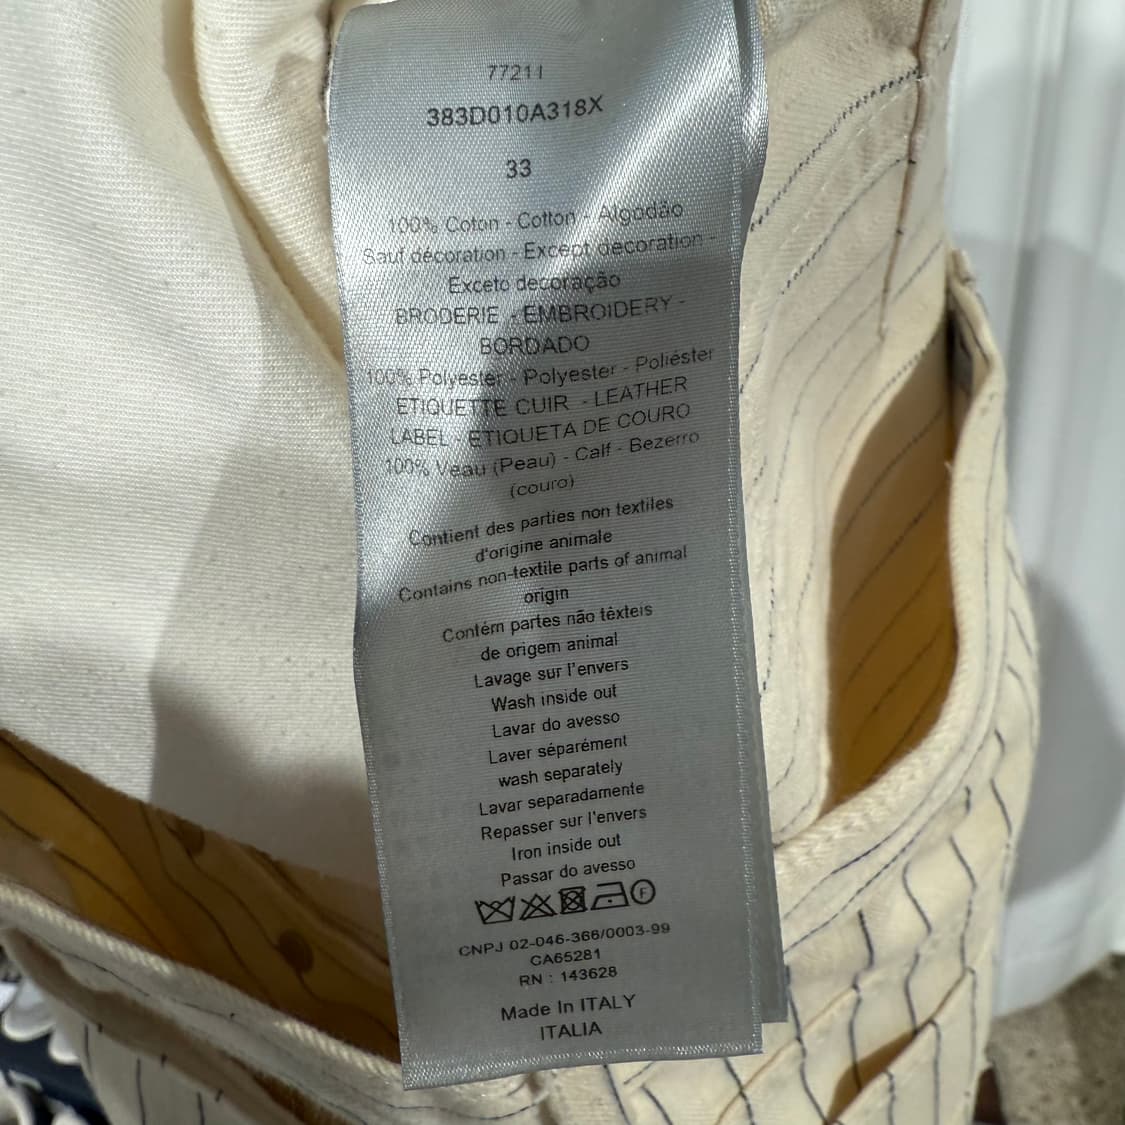 77211
383D010A318X
33
100% Coton - Cotton - Algodão
Sauf décoration - Except decoration -
Exceto decoração
BRODERIE - EMBROIDERY -
BORDADO
100% Polyester - Polyester - Poliéster
ETIQUETTE CUIR - LEATHER
LABEL - ETIQUETA DE COURO
100% Veau (Peau) - Calf - Bezerro
(couro)
Contient des parties non textiles
d'origine animale
Contains non-textile parts of animal
origin
Contém partes não têxteis
de origem animal
Lavage sur l'envers
Wash inside out
Lavar do avesso
Laver séparément
wash separately
Lavar separadamente
Repasser sur l'envers
Iron inside out
Passar do avesso
F
CNPJ 02-046-366/0003-99
CA65281
RN : 143628
Made In ITALY
ITALIA